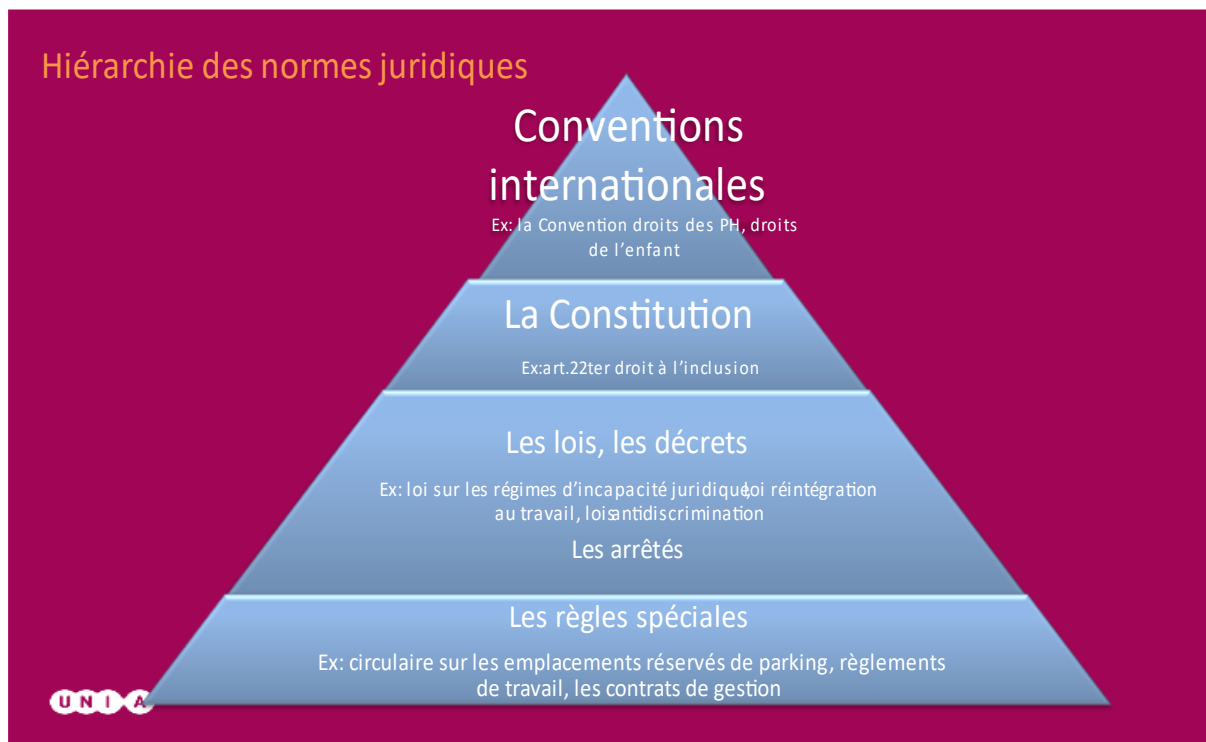 Hiérarchie des normes juridiques
Conventions
internationales
Ex: la Convention droits des PH, droits
de l’enfant
La Constitution
Ex:art.22ter droit à l’inclusion
Les lois, les décrets
Ex: loi sur les régimes d’incapacité juridique,loi réintégration
au travail, lois antidiscrimination
Les arrêtés
Les règles spéciales
Ex: circulaire sur les emplacements réservés de parking, règlements
de travail, les contrats de gestion
UNIA